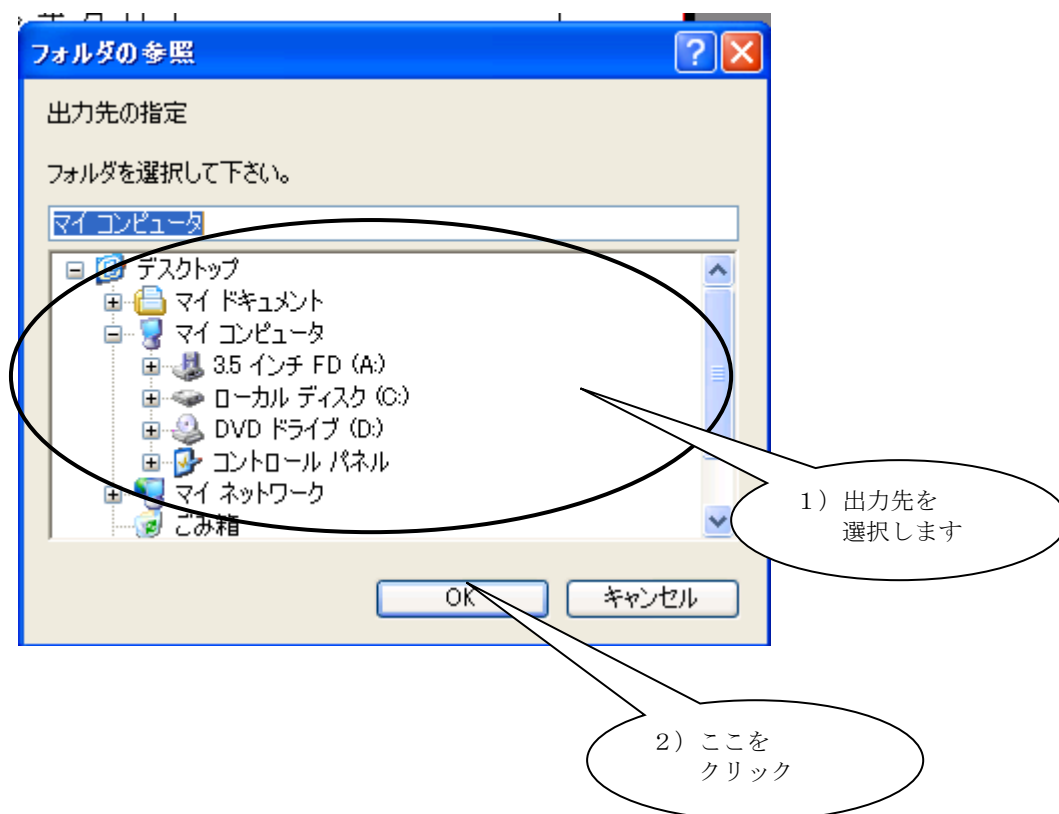 フォルダの参照
出力先の指定
フォルダを選択して下さい。
マイ コンピュータ
デスクトップ
マイ ドキュメント
マイ コンピュータ
3.5 インチ FD (A:)
ローカル ディスク (C:)
DVD ドライブ (D:)
コントロール パネル
マイ ネットワーク
ごみ箱
OK
キャンセル
１）出力先を
選択します
２）ここを
クリック